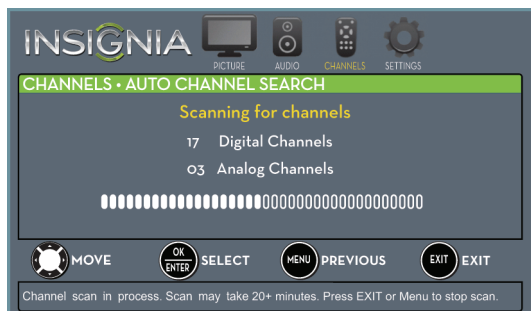 INSIGNIA
PICTURE AUDIO CHANNELS SETTINGS
CHANNELS • AUTO CHANNEL SEARCH
Scanning for channels
17 Digital Channels
03 Analog Channels
MOVE OK ENTER SELECT MENU PREVIOUS EXIT EXIT
Channel scan in process. Scan may take 20+ minutes. Press EXIT or Menu to stop scan.